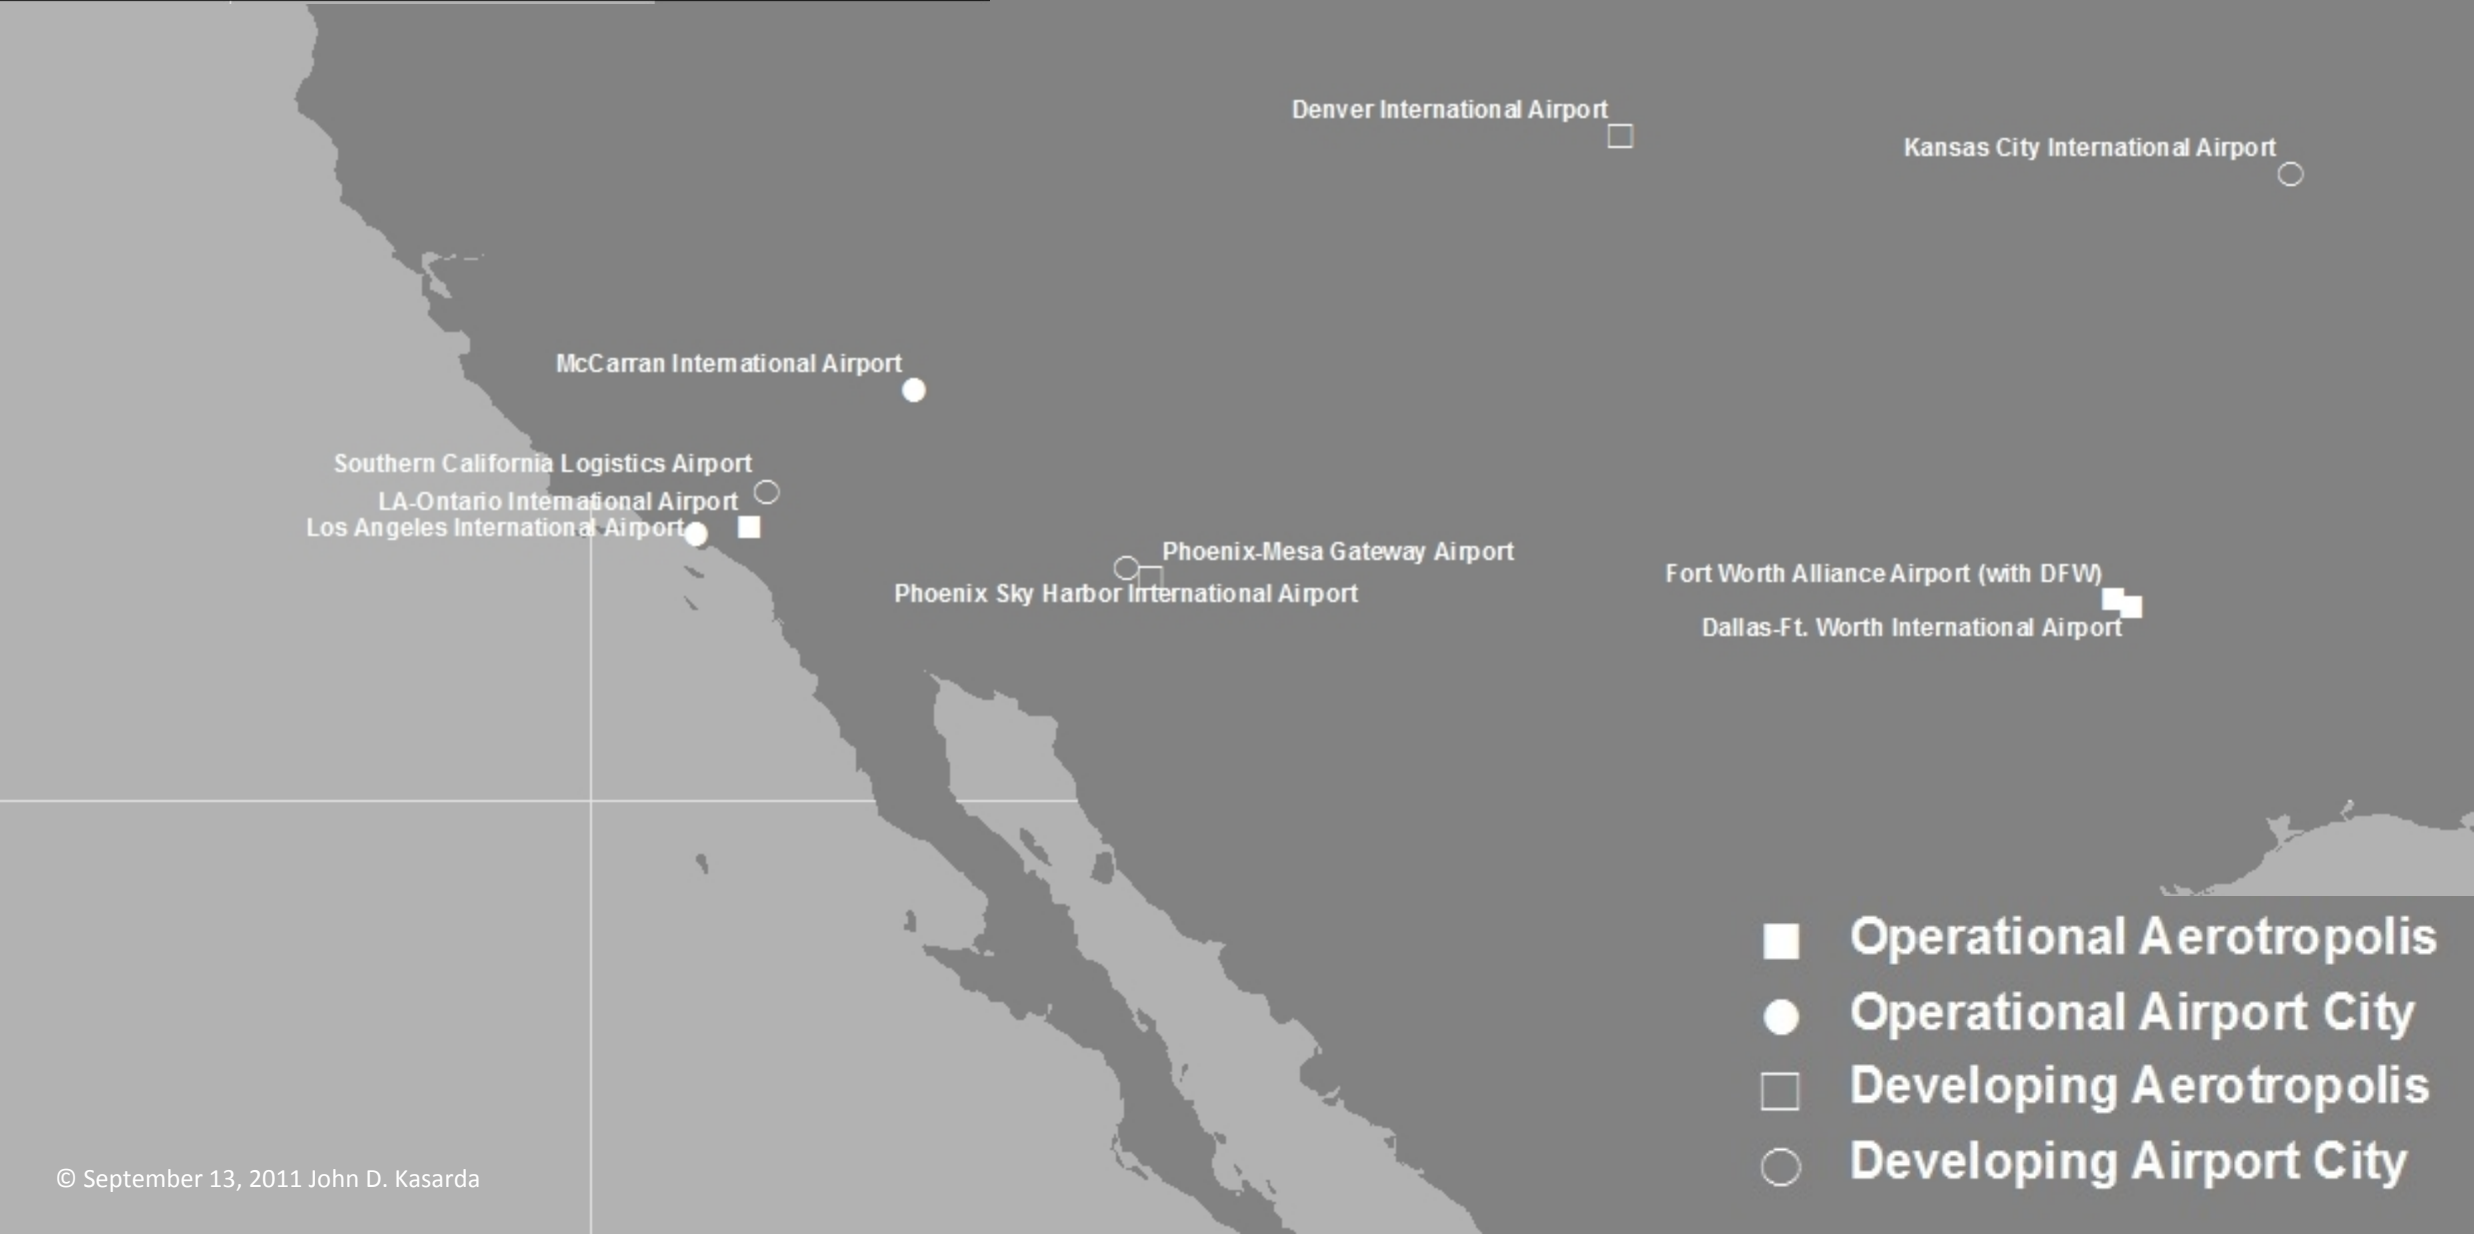 Denver International Airport
Kansas City International Airport
McCarran International Airport
Southern California Logistics Airport
LA-Ontario International Airport
Los Angeles International Airport
Phoenix-Mesa Gateway Airport
Phoenix Sky Harbor International Airport
Fort Worth Alliance Airport (with DFW)
Dallas-Ft. Worth International Airport
Operational Aerotropolis
Operational Airport City
Developing Aerotropolis
Developing Airport City
© September 13, 2011 John D. Kasarda